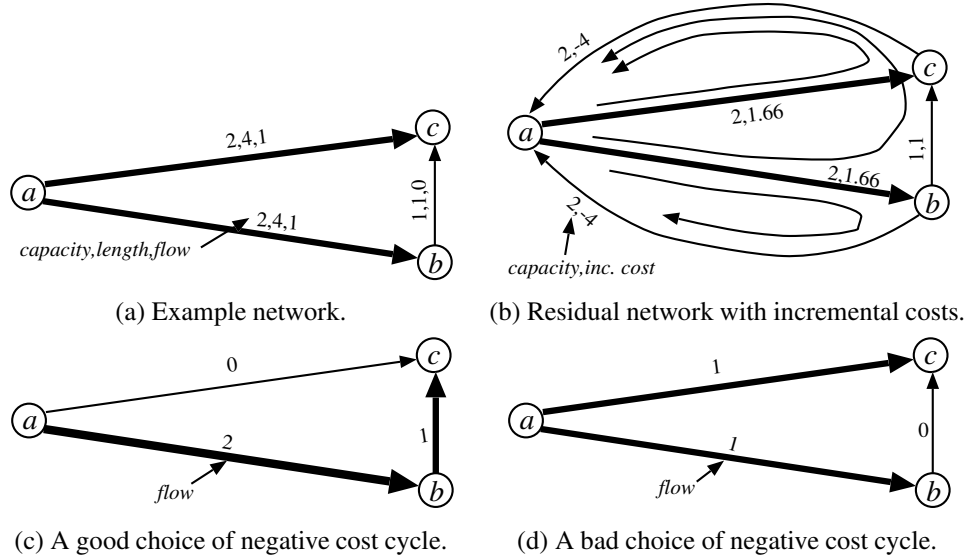 c
2,4,1
a
1,1,0
2,4,1
capacity,length,flow
b
(a) Example network.
2,-4
c
2,1.66
a
1,1
2,1.66
2,-4
b
capacity,inc. cost
(b) Residual network with incremental costs.
0
c
a
2
1
flow
b
(c) A good choice of negative cost cycle.
1
c
a
1
0
flow
b
(d) A bad choice of negative cost cycle.